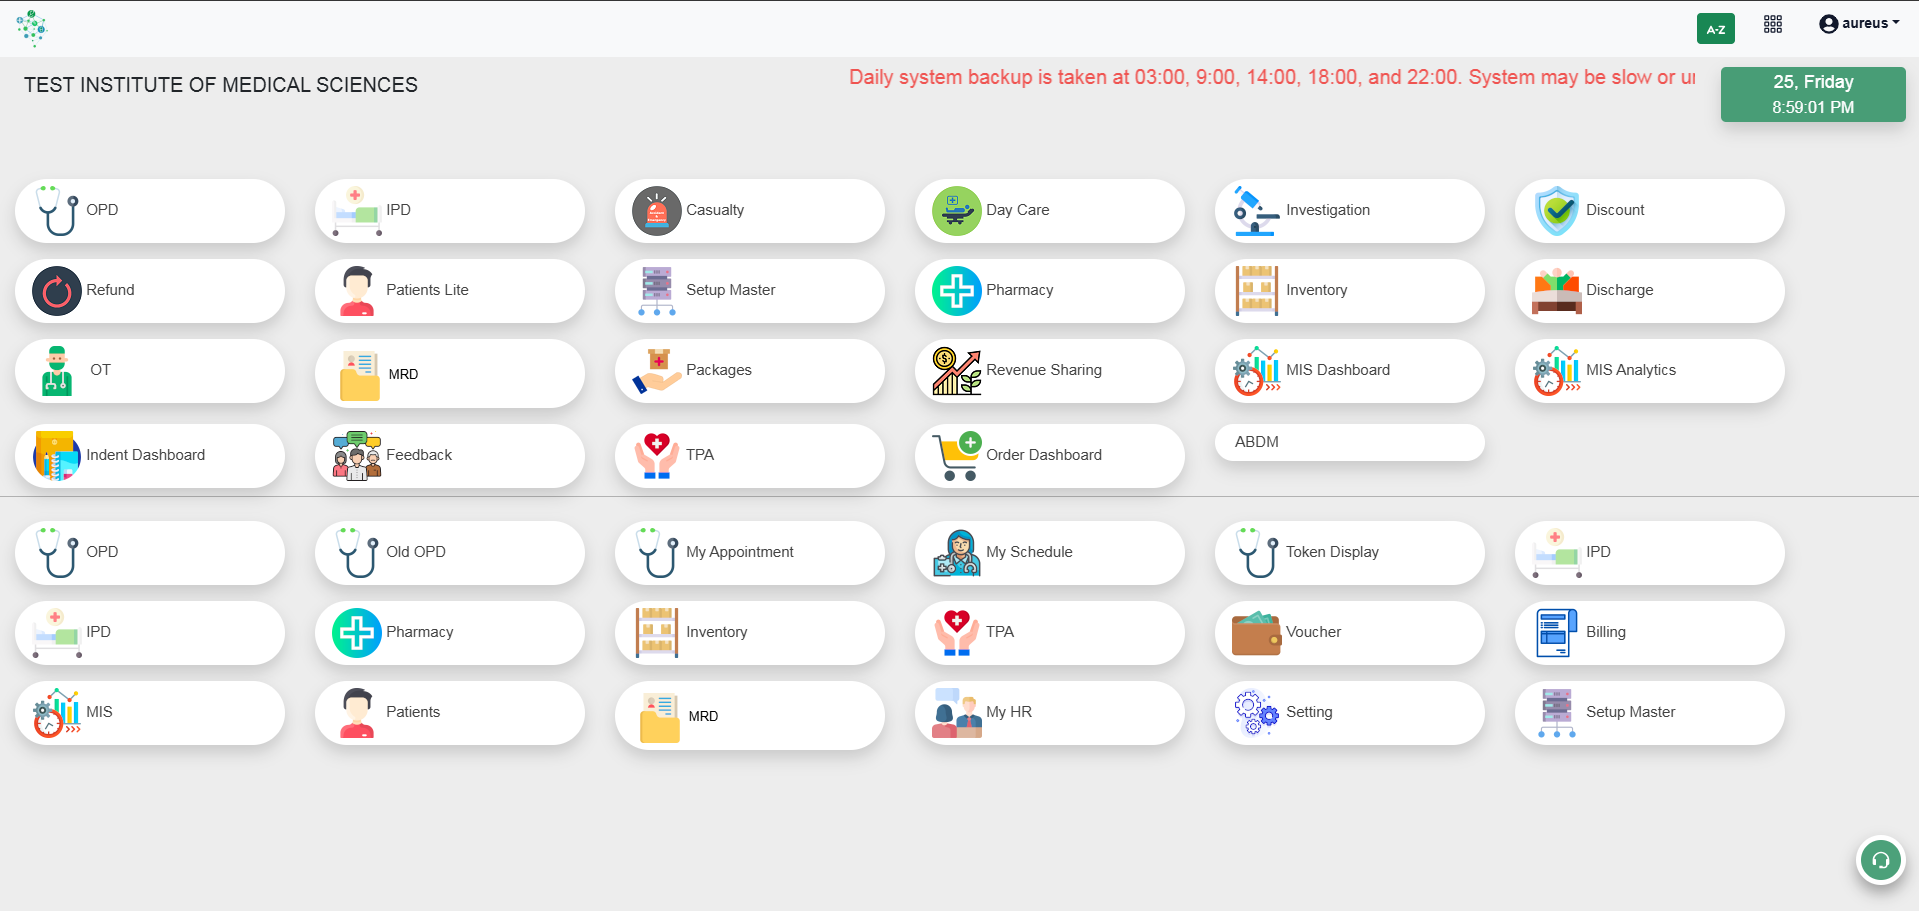 A-Z
aureus
TEST INSTITUTE OF MEDICAL SCIENCES
Daily system backup is taken at 03:00, 9:00, 14:00, 18:00, and 22:00. System may be slow or
25, Friday
8:59:01 PM
OPD
IPD
Casualty
Day Care
Investigation
Discount
Refund
Patients Lite
Setup Master
Pharmacy
Inventory
Discharge
OT
MRD
Packages
Revenue Sharing
MIS Dashboard
MIS Analytics
Indent Dashboard
Feedback
TPA
Order Dashboard
ABDM
OPD
Old OPD
My Appointment
My Schedule
Token Display
IPD
IPD
Pharmacy
Inventory
TPA
Voucher
Billing
MIS
Patients
MRD
My HR
Setting
Setup Master